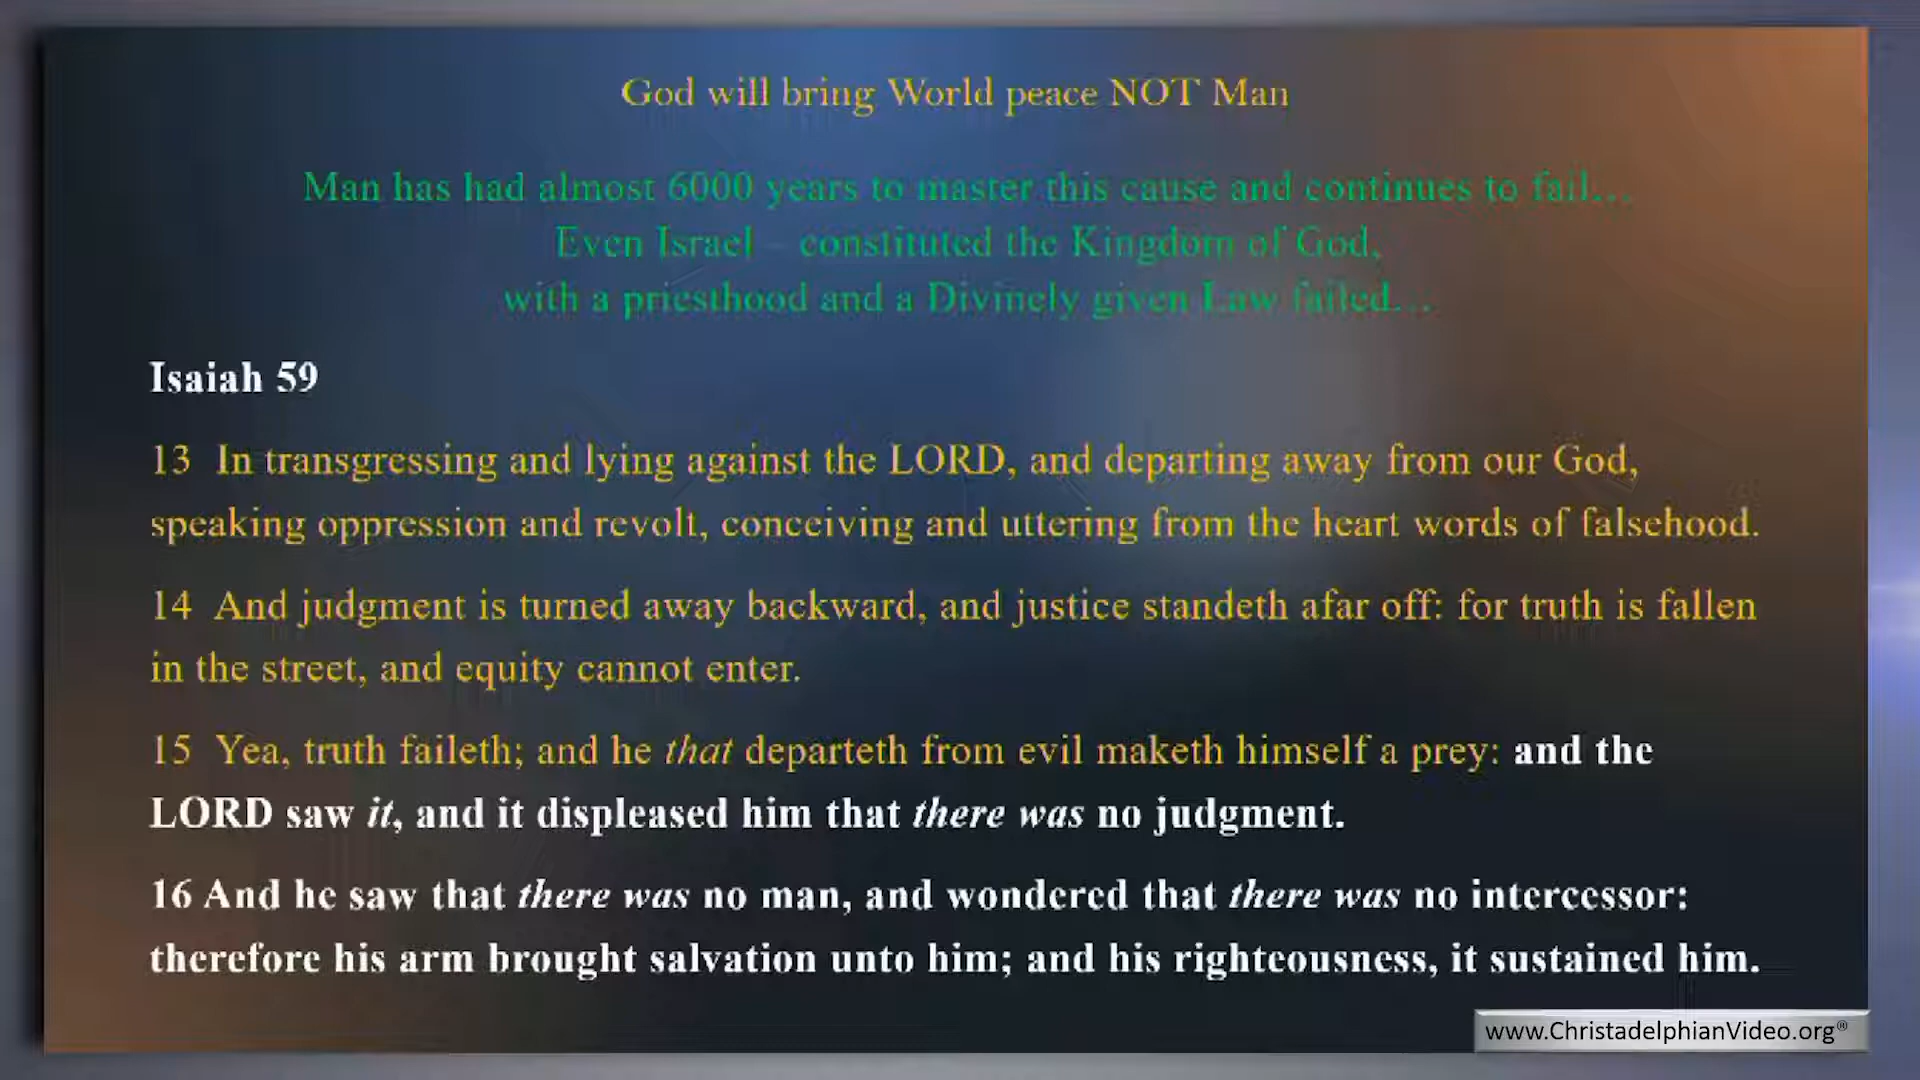 God will bring World peace NOT Man
Man has had almost 6000 years to master this cause and continues to fail...
Even Israel – constituted the Kingdom of God,
with a priesthood and a Divinely given Law failed...
Isaiah 59
13 In transgressing and lying against the LORD, and departing away from our God,
speaking oppression and revolt, conceiving and uttering from the heart words of falsehood.
14 And judgment is turned away backward, and justice standeth afar off: for truth is fallen
in the street, and equity cannot enter.
15 Yea, truth faileth; and he that departeth from evil maketh himself a prey: and the
LORD saw it, and it displeased him that there was no judgment.
16 And he saw that there was no man, and wondered that there was no intercessor:
therefore his arm brought salvation unto him; and his righteousness, it sustained him.
www.ChristadelphianVideo.org®